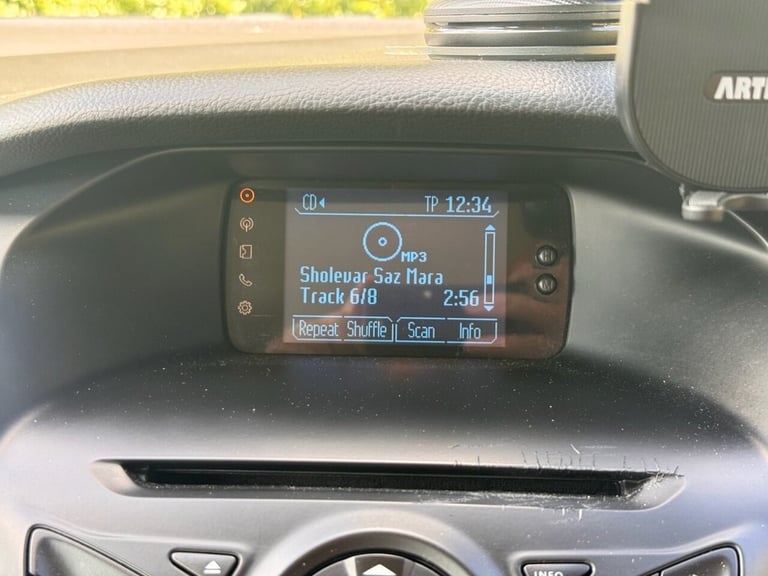 ARTI
CD TP 12:34
MP3
Sholevar Saz Mara
Track 6/8 2:56
Repeat Shuffle Scan Info
INFO